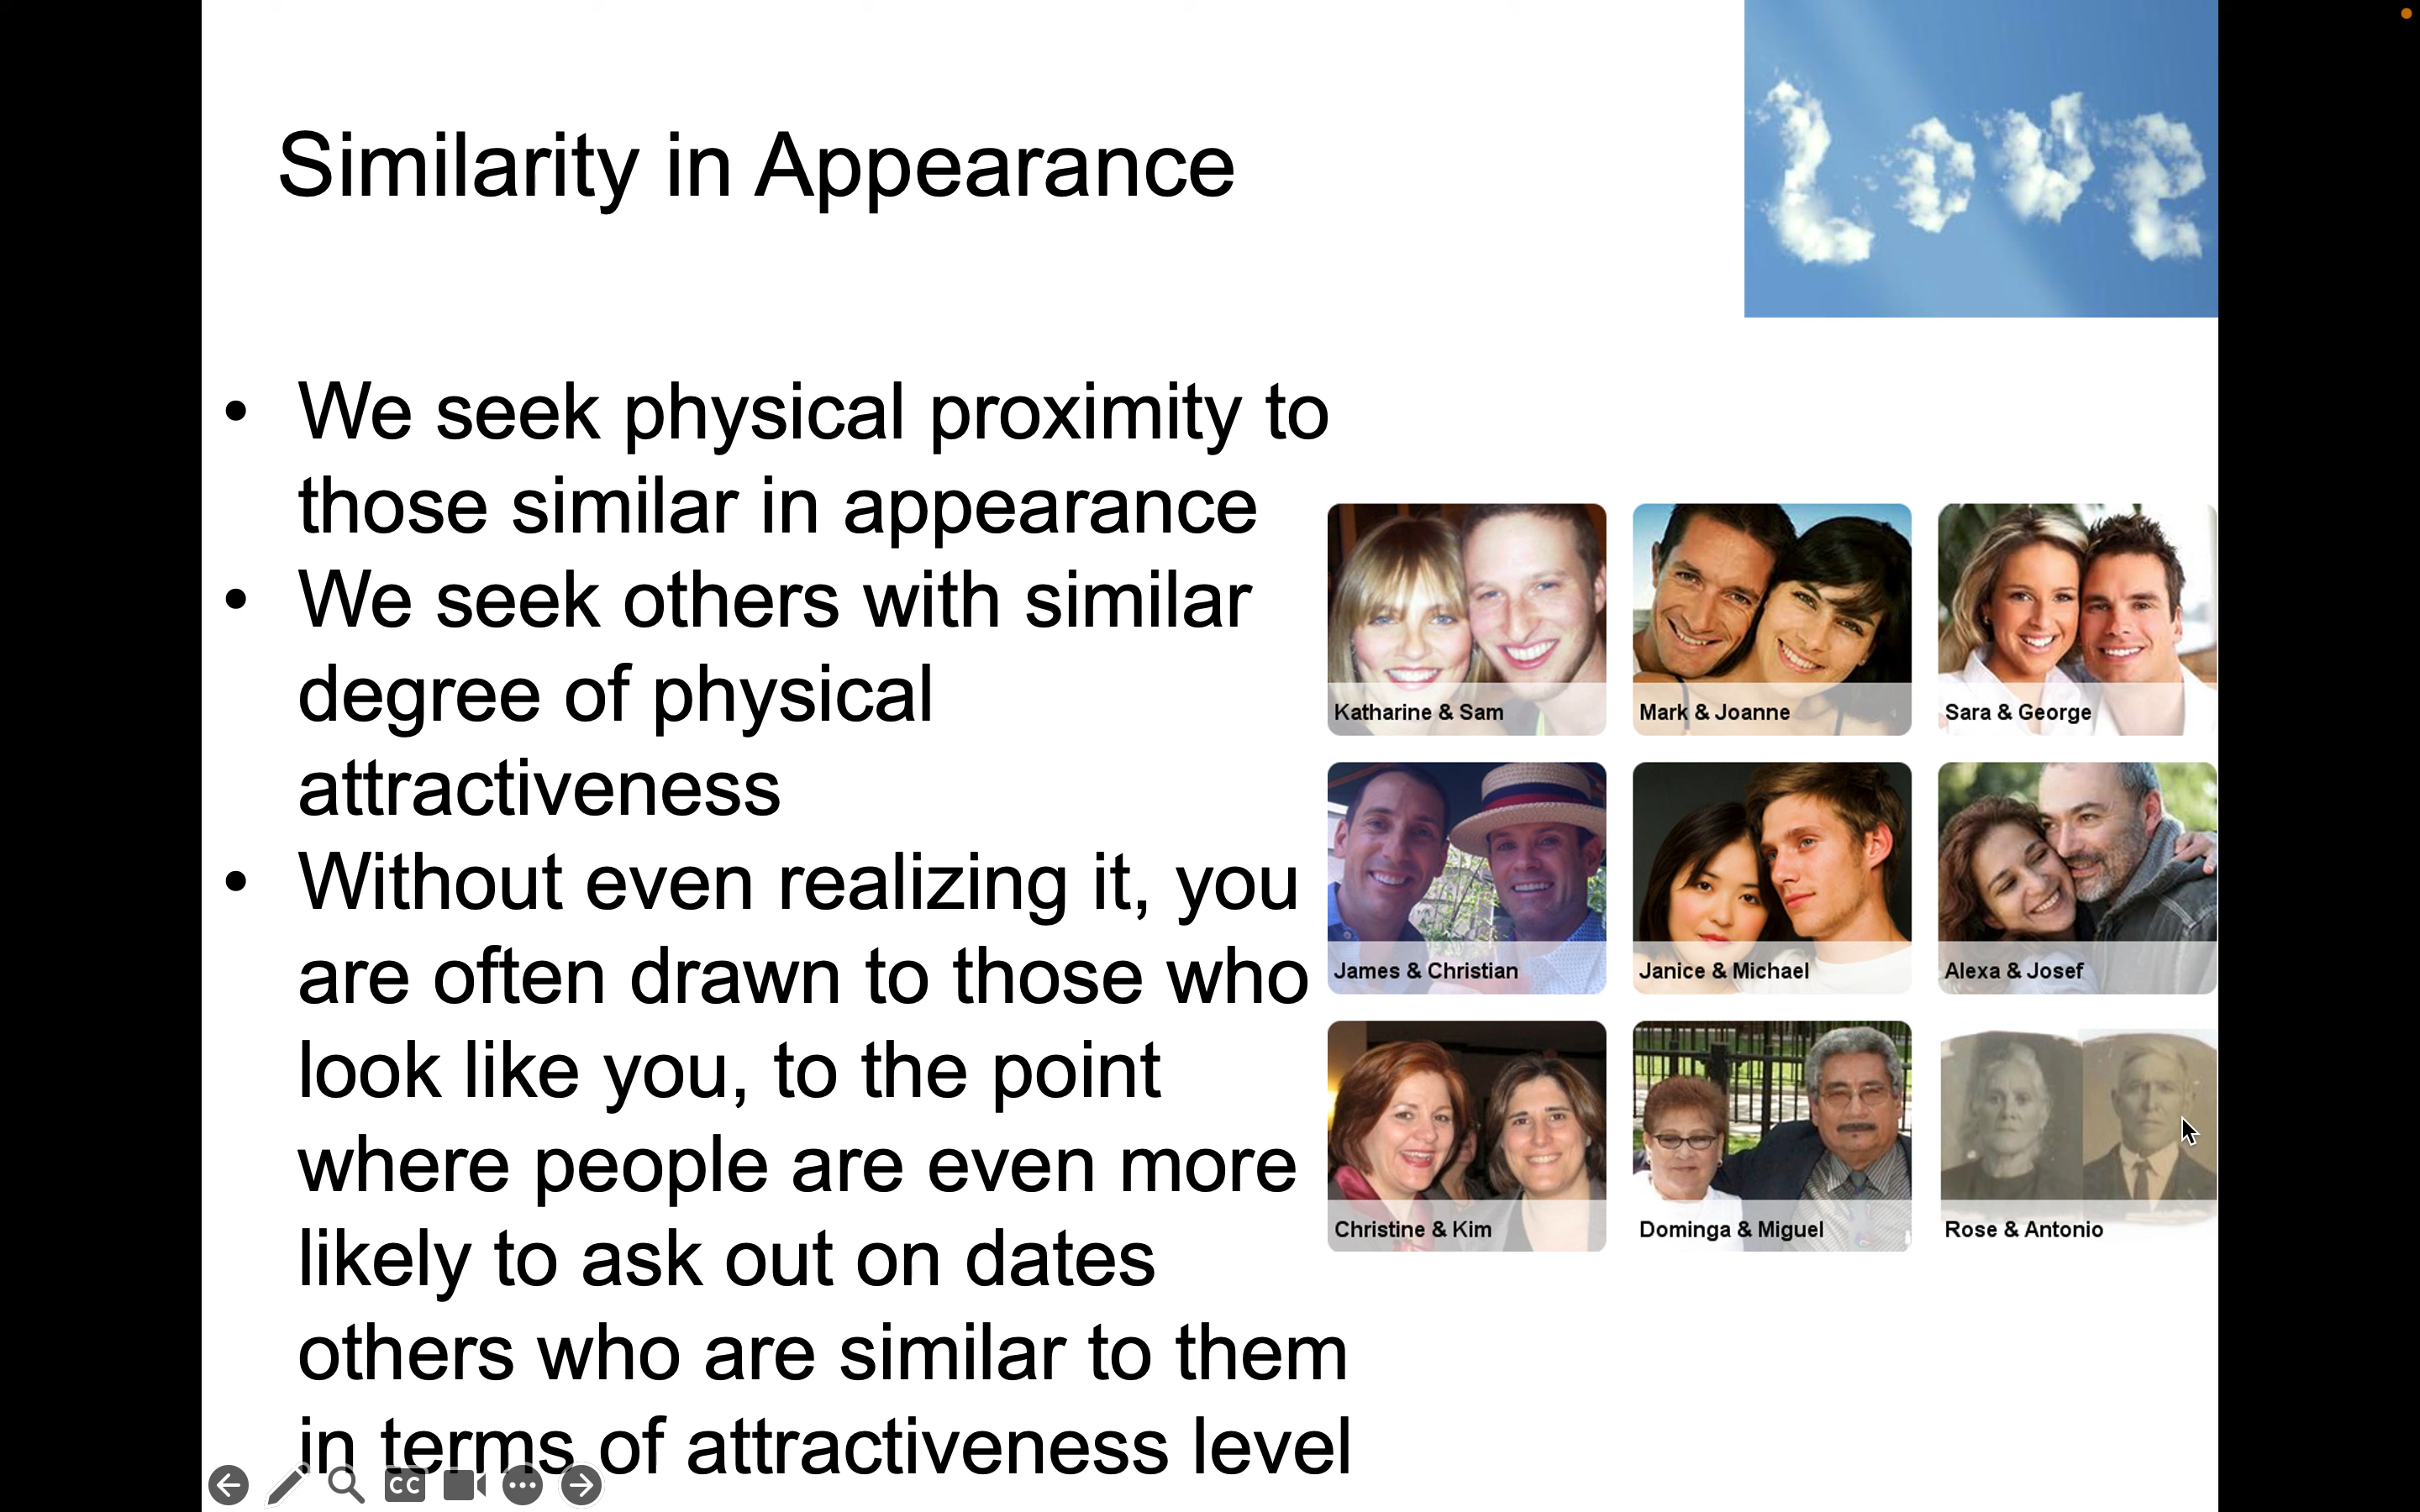 Similarity in Appearance
Love
• We seek physical proximity to
those similar in appearance
• We seek others with similar
degree of physical
attractiveness
• Without even realizing it, you
are often drawn to those who
look like you, to the point
where people are even more
likely to ask out on dates
others who are similar to them
in terms of attractiveness level
Katharine & Sam
Mark & Joanne
Sara & George
James & Christian
Janice & Michael
Alexa & Josef
Christine & Kim
Dominga & Miguel
Rose & Antonio
CC